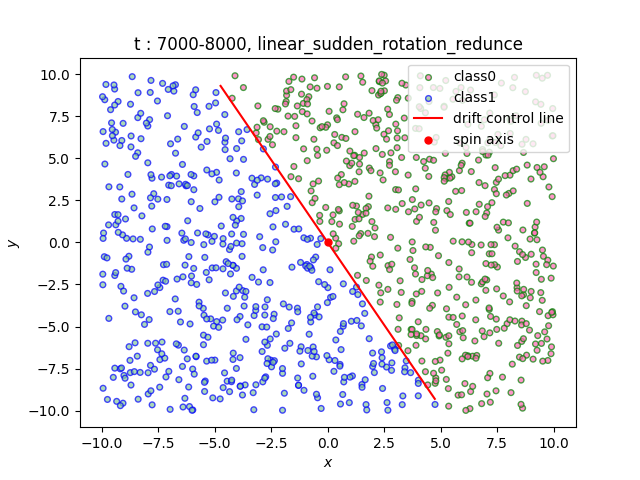 t : 7000-8000, linear_sudden_rotation_redunce
class0
class1
drift control line
spin axis
10.0
7.5
5.0
2.5
0.0
−2.5
−5.0
−7.5
−10.0
y
−10.0 −7.5 −5.0 −2.5 0.0 2.5 5.0 7.5 10.0
x